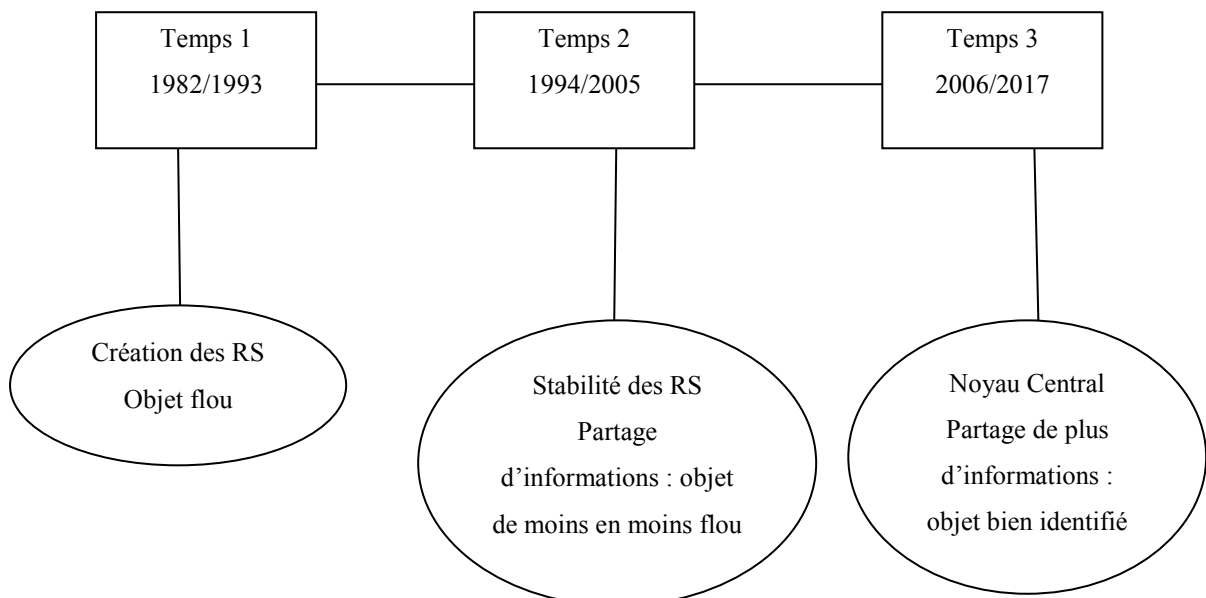 Temps 1
1982/1993
Temps 2
1994/2005
Temps 3
2006/2017
Création des RS
Objet flou
Stabilité des RS
Partage
d’informations : objet
de moins en moins flou
Noyau Central
Partage de plus
d’informations :
objet bien identifié